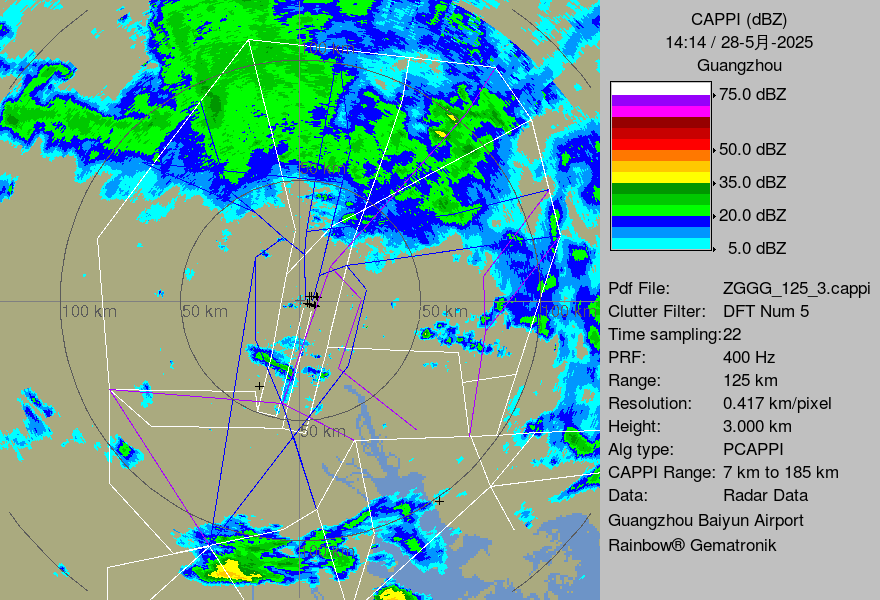 CAPPI (dBZ)
14:14 / 28-5月-2025
Guangzhou
75.0 dBZ
50.0 dBZ
35.0 dBZ
20.0 dBZ
5.0 dBZ
100 km
50 km
50 km
50 km
Pdf File: ZGGG_125_3.cappi
Clutter Filter: DFT Num 5
Time sampling:22
PRF: 400 Hz
Range: 125 km
Resolution: 0.417 km/pixel
Height: 3.000 km
Alg type: PCAPPI
CAPPI Range: 7 km to 185 km
Data: Radar Data
Guangzhou Baiyun Airport
Rainbow® Gematronik